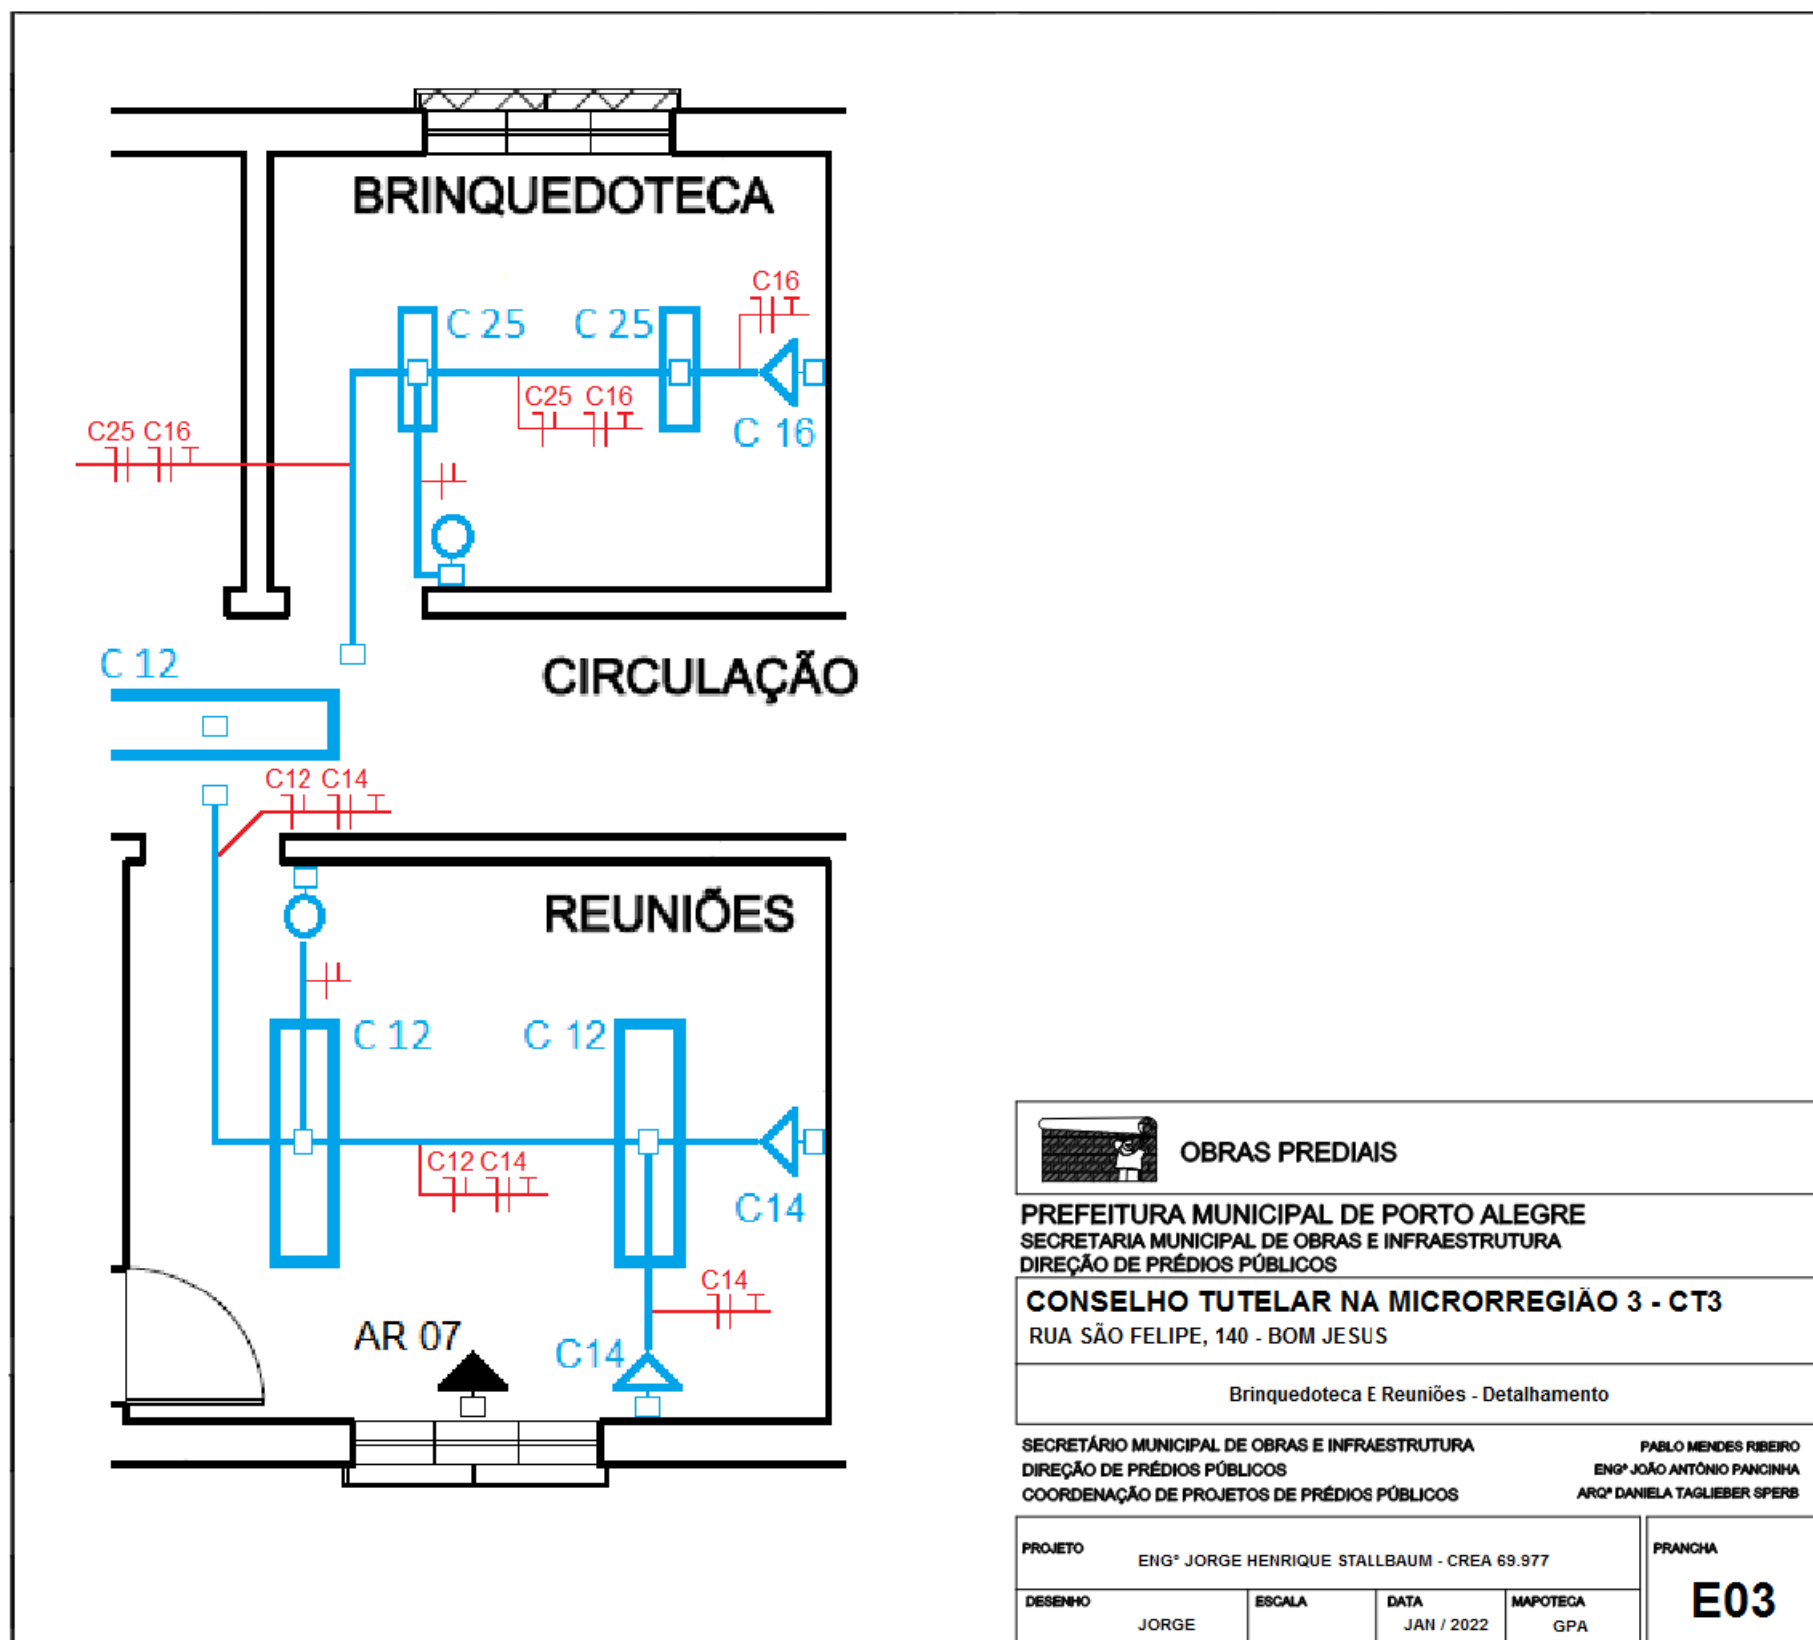 BRINQUEDOTECA
C16
C 25
C 25
C25 C16
C 16
C25 C16
C 12
CIRCULAÇÃO
C12 C14
REUNIÕES
C 12
C 12
C12 C14
C14
C14
AR 07
C14
OBRAS PREDIAIS
PREFEITURA MUNICIPAL DE PORTO ALEGRE
SECRETARIA MUNICIPAL DE OBRAS E INFRAESTRUTURA
DIREÇÃO DE PRÉDIOS PÚBLICOS
CONSELHO TUTELAR NA MICRORREGIÃO 3 - CT3
RUA SÃO FELIPE, 140 - BOM JESUS
Brinquedoteca E Reuniões - Detalhamento
SECRETÁRIO MUNICIPAL DE OBRAS E INFRAESTRUTURA PABLO MENDES RIBEIRO
DIREÇÃO DE PRÉDIOS PÚBLICOS ENGº JOÃO ANTÔNIO PANCINHA
COORDENAÇÃO DE PROJETOS DE PRÉDIOS PÚBLICOS ARQª DANIELA TAGLIEBER SPERB
PROJETO
ENGº JORGE HENRIQUE STALLBAUM - CREA 69.977
PRANCHA
E03
DESENHO
JORGE
ESCALA
DATA
JAN / 2022
MAPOTECA
GPA